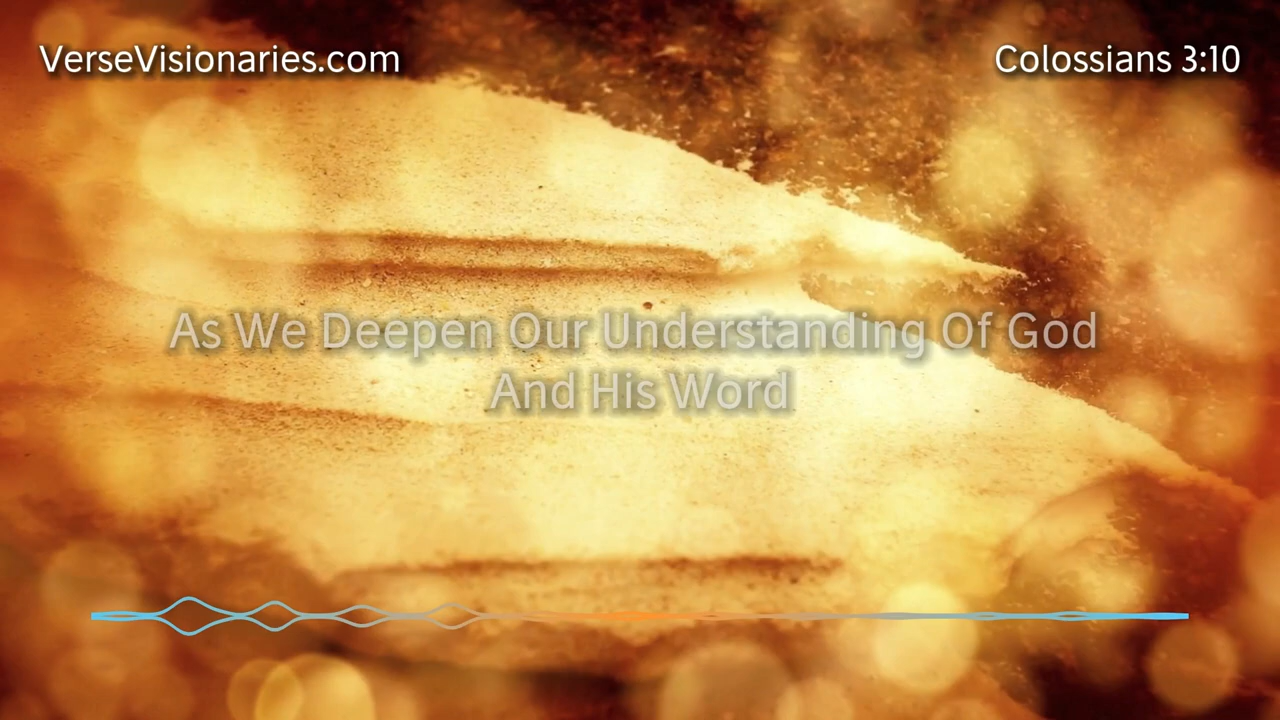 VerseVisionaries.com
Colossians 3:10
As We Deepen Our Understanding Of God
And His Word